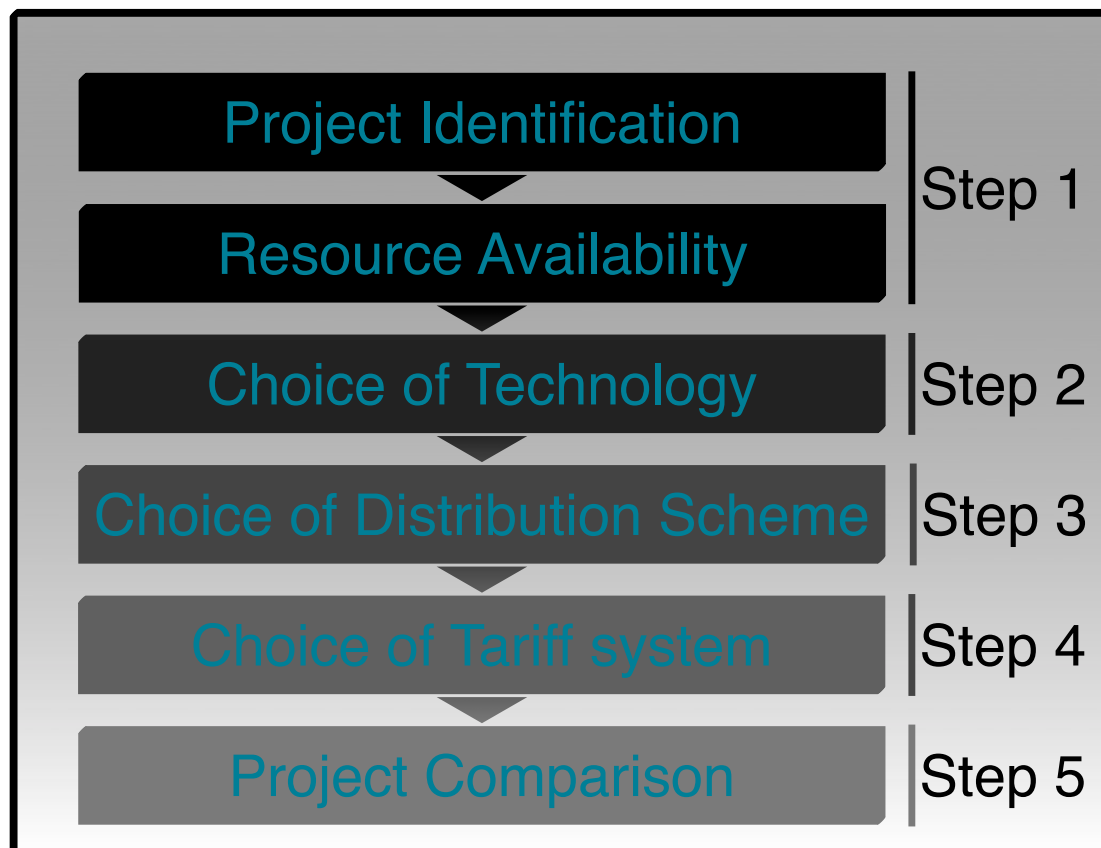 Project Identification
Step 1
Resource Availability
Choice of Technology
Step 2
Choice of Distribution Scheme
Step 3
Choice of Tariff system
Step 4
Project Comparison
Step 5